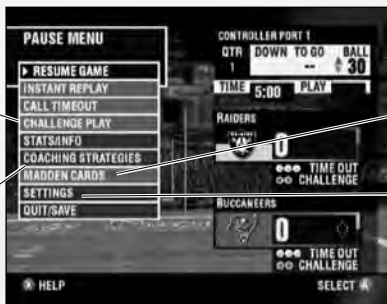 PAUSE MENU
RESUME GAME
INSTANT REPLAY
CALL TIMEOUT
CHALLENGE PLAY
STATS/INFO
COACHING STRATEGIES
MADDEN CARDS
SETTINGS
QUIT/SAVE
CONTROLLER PORT 1
QTR DOWN TO GO BALL
1 -- 30
TIME 5:00 PLAY
RAIDERS
0
TIME OUT
CHALLENGE
BUCCANEERS
0
TIME OUT
CHALLENGE
X HELP
SELECT A